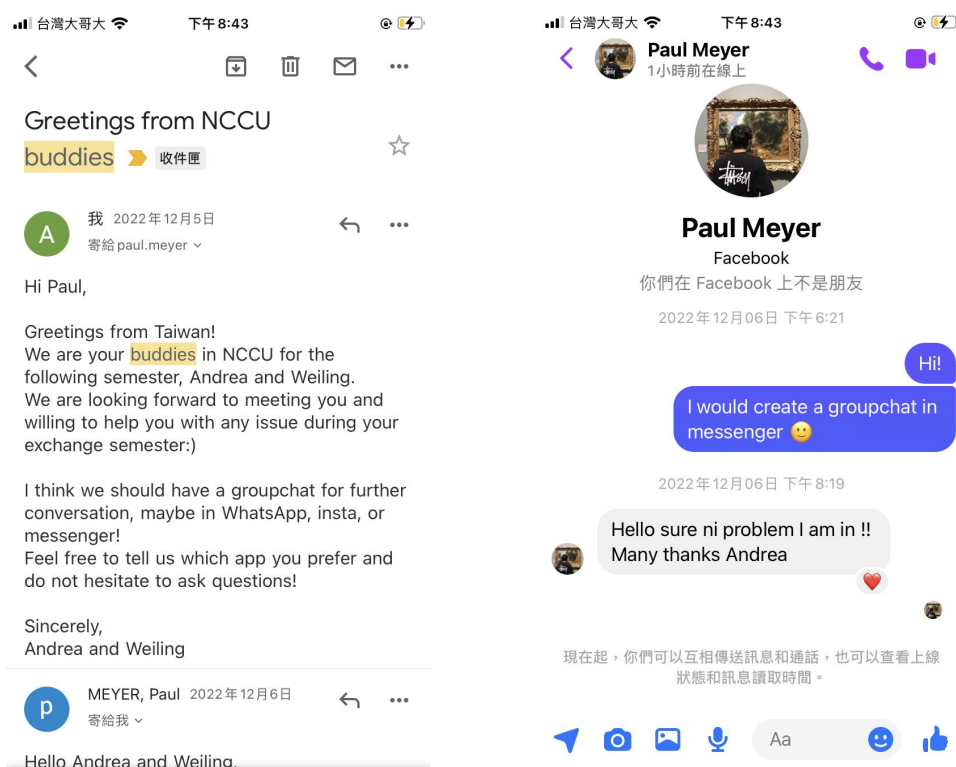 台灣大哥大
下午8:43
Greetings from NCCU
buddies
收件匣
A
我 2022年12月5日
寄給 paul.meyer
Hi Paul,
Greetings from Taiwan!
We are your buddies in NCCU for the
following semester, Andrea and Weiling.
We are looking forward to meeting you and
willing to help you with any issue during your
exchange semester:)
I think we should have a groupchat for further
conversation, maybe in WhatsApp, insta, or
messenger!
Feel free to tell us which app you prefer and
do not hesitate to ask questions!
Sincerely,
Andrea and Weiling
p
MEYER, Paul 2022年12月6日
寄給我
Hello Andrea and Weiling,
台灣大哥大
下午8:43
Paul Meyer
1小時前在線上
Paul Meyer
Facebook
你們在 Facebook 上不是朋友
2022年12月06日 下午6:21
Hi!
I would create a groupchat in
messenger 🙂
2022年12月06日 下午8:19
Hello sure ni problem I am in !!
Many thanks Andrea
現在起，你們可以互相傳送訊息和通話，也可以查看上線
狀態和訊息讀取時間。
Aa